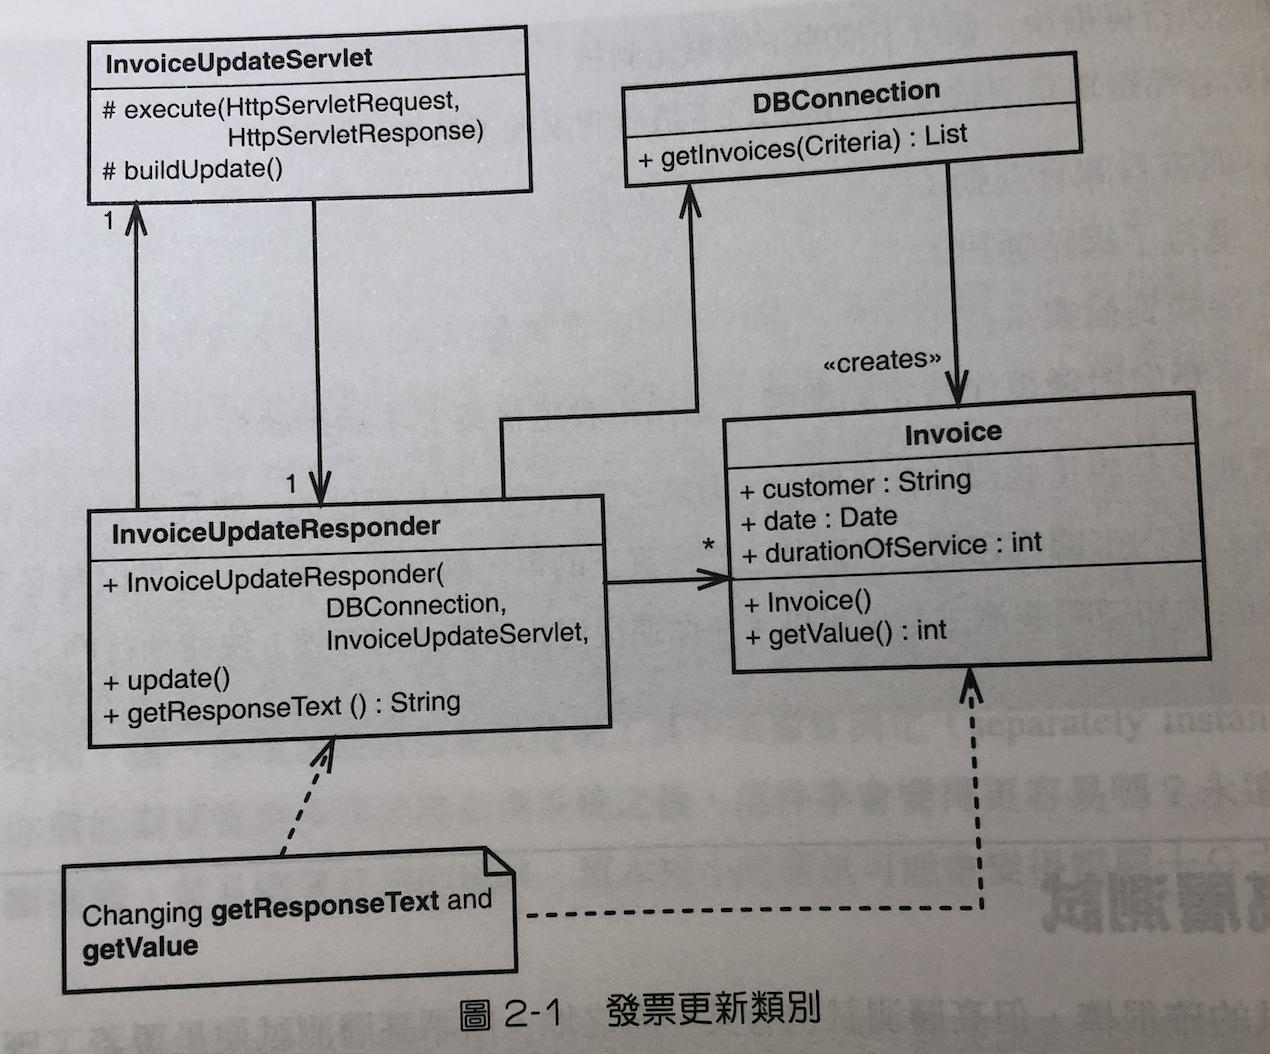 InvoiceUpdateServlet
# execute(HttpServletRequest,
HttpServletResponse)
# buildUpdate()
DBConnection
+ getInvoices(Criteria) : List
1
«creates»
1
Invoice
+ customer : String
+ date : Date
+ durationOfService : int
+ Invoice()
+ getValue() : int
*
InvoiceUpdateResponder
+ InvoiceUpdateResponder(
DBConnection,
InvoiceUpdateServlet,
+ update()
+ getResponseText () : String
Changing getResponseText and
getValue
圖 2-1 發票更新類別